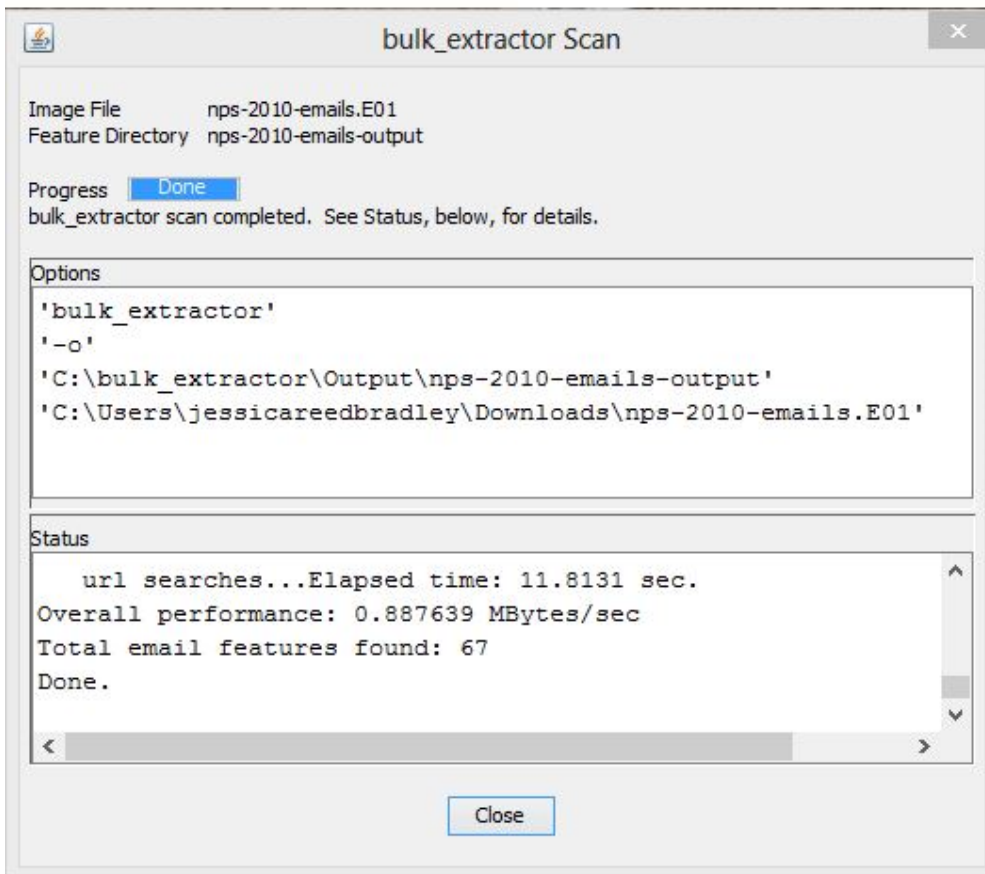 bulk_extractor Scan
Image File nps-2010-emails.E01
Feature Directory nps-2010-emails-output
Progress Done
bulk_extractor scan completed. See Status, below, for details.
Options
'bulk_extractor'
'-o'
'C:\bulk_extractor\Output\nps-2010-emails-output'
'C:\Users\jessicareedbradley\Downloads\nps-2010-emails.E01'
Status
url searches...Elapsed time: 11.8131 sec.
Overall performance: 0.887639 MBytes/sec
Total email features found: 67
Done.
Close